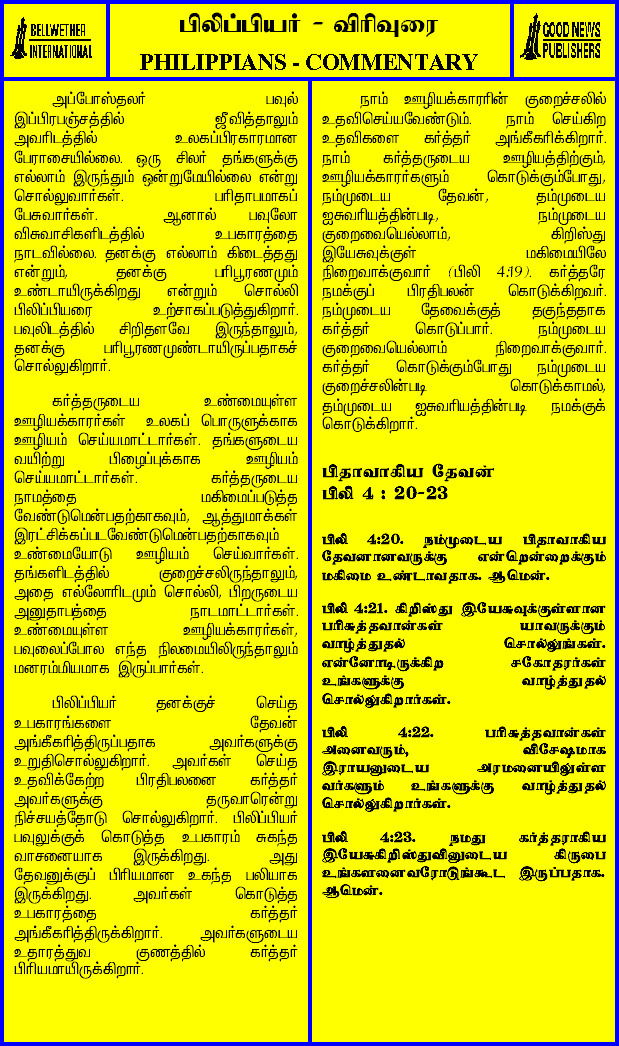 BELLWETHER
INTERNATIONAL
பிலிப்பியர் - விரிவுரை
PHILIPPIANS - COMMENTARY
GOOD NEWS
PUBLISHERS
அப்போஸ்தலர் பவுல்
இப்பிரபஞ்சத்தில் ஜீவித்தாலும்
அவரிடத்தில் உலகப்பிரகாரமான
பேராசையில்லை. ஒரு சிலர் தங்களுக்கு
எல்லாம் இருந்தும் ஒன்றுமேயில்லை என்று
சொல்லுவார்கள். பரிதாபமாகப்
பேசுவார்கள். ஆனால் பவுலோ
விசுவாசிகளிடத்தில் உபகாரத்தை
நாடவில்லை. தனக்கு எல்லாம் கிடைத்தது
என்றும், தனக்கு பரிபூரணமும்
உண்டாயிருக்கிறது என்றும் சொல்லி
பிலிப்பியரை உற்சாகப்படுத்துகிறார்.
பவுலிடத்தில் சிறிதளவே இருந்தாலும்,
தனக்கு பரிபூரணமுண்டாயிருப்பதாகச்
சொல்லுகிறார்.
கர்த்தருடைய உண்மையுள்ள
ஊழியக்காரர்கள் உலகப் பொருளுக்காக
ஊழியம் செய்யமாட்டார்கள். தங்களுடைய
வயிற்று பிழைப்புக்காக ஊழியம்
செய்யமாட்டார்கள். கர்த்தருடைய
நாமத்தை மகிமைப்படுத்த
வேண்டுமென்பதற்காகவும், ஆத்துமாக்கள்
இரட்சிக்கப்படவேண்டுமென்பதற்காகவும்
உண்மையோடு ஊழியம் செய்வார்கள்.
தங்களிடத்தில் குறைச்சலிருந்தாலும்,
அதை எல்லோரிடமும் சொல்லி, பிறருடைய
அனுதாபத்தை நாடமாட்டார்கள்.
உண்மையுள்ள ஊழியக்காரர்கள்,
பவுலைப்போல எந்த நிலமையிலிருந்தாலும்
மனரம்மியமாக இருப்பார்கள்.
பிலிப்பியர் தனக்குச் செய்த
உபகாரங்களை தேவன்
அங்கீகரித்திருப்பதாக அவர்களுக்கு
உறுதிசொல்லுகிறார். அவர்கள் செய்த
உதவிக்கேற்ற பிரதிபலனை கர்த்தர்
அவர்களுக்கு தருவாரென்று
நிச்சயத்தோடு சொல்லுகிறார். பிலிப்பியர்
பவுலுக்குக் கொடுத்த உபகாரம் சுகந்த
வாசனையாக இருக்கிறது. அது
தேவனுக்குப் பிரியமான உகந்த பலியாக
இருக்கிறது. அவர்கள் கொடுத்த
உபகாரத்தை கர்த்தர்
அங்கீகரித்திருக்கிறார். அவர்களுடைய
உதாரத்துவ குணத்தில் கர்த்தர்
பிரியமாயிருக்கிறார்.
நாம் ஊழியக்காரரின் குறைச்சலில்
உதவிசெய்யவேண்டும். நாம் செய்கிற
உதவிகளை கர்த்தர் அங்கீகரிக்கிறார்.
நாம் கர்த்தருடைய ஊழியத்திற்கும்,
ஊழியக்காரர்களும் கொடுக்கும்போது,
நம்முடைய தேவன், தம்முடைய
ஐசுவரியத்தின்படி, நம்முடைய
குறைவையெல்லாம், கிறிஸ்து
இயேசுவுக்குள் மகிமையிலே
நிறைவாக்குவார் (பிலி 4:19). கர்த்தரே
நமக்குப் பிரதிபலன் கொடுக்கிறவர்.
நம்முடைய தேவைக்குத் தகுந்ததாக
கர்த்தர் கொடுப்பார். நம்முடைய
குறைவையெல்லாம் நிறைவாக்குவார்.
கர்த்தர் கொடுக்கும்போது நம்முடைய
குறைச்சலின்படி கொடுக்காமல்,
தம்முடைய ஐசுவரியத்தின்படி நமக்குக்
கொடுக்கிறார்.
பிதாவாகிய தேவன்
பிலி 4 : 20-23
பிலி 4:20. நம்முடைய பிதாவாகிய
தேவனானவருக்கு என்றென்றைக்கும்
மகிமை உண்டாவதாக. ஆமென்.
பிலி 4:21. கிறிஸ்து இயேசுவுக்குள்ளான
பரிசுத்தவான்கள் யாவருக்கும்
வாழ்த்துதல் சொல்லுங்கள்.
என்னோடிருக்கிற சகோதரர்கள்
உங்களுக்கு வாழ்த்துதல்
சொல்லுகிறார்கள்.
பிலி 4:22. பரிசுத்தவான்கள்
அனைவரும், விசேஷமாக
இராயனுடைய அரமனையிலுள்ள
வர்களும் உங்களுக்கு வாழ்த்துதல்
சொல்லுகிறார்கள்.
பிலி 4:23. நமது கர்த்தராகிய
இயேசுகிறிஸ்துவினுடைய கிருபை
உங்களனைவரோடுங்கூட இருப்பதாக.
ஆமென்.